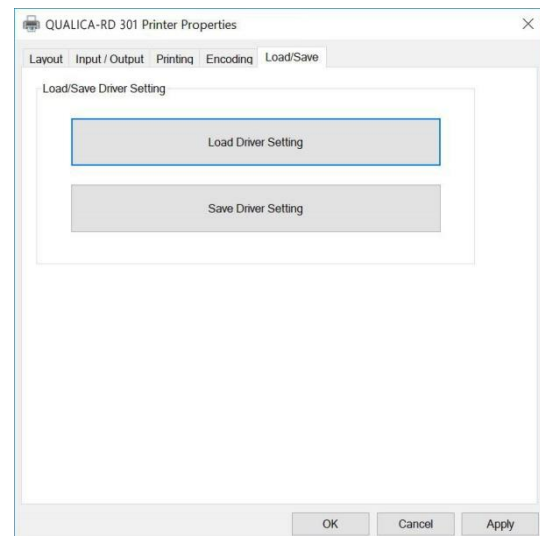 QUALICA-RD 301 Printer Properties
Layout Input / Output Printing Encoding Load/Save
Load/Save Driver Setting
Load Driver Setting
Save Driver Setting
OK Cancel Apply